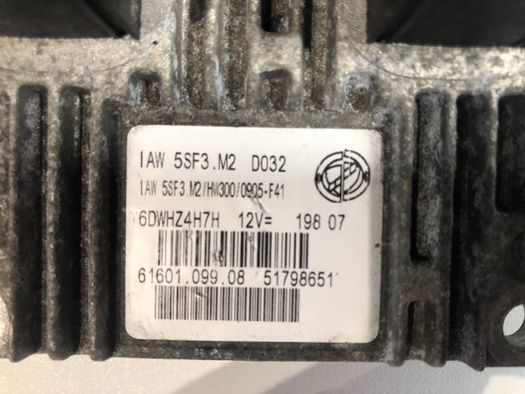 IAW 5SF3.M2 D032
IAW 5SF3.M2/HW300/0905-F41
6DWHZ4H7H 12V= 198 07
61601.099.08 51798651